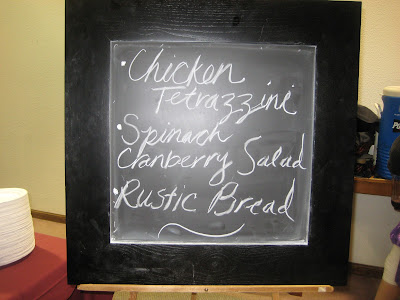 • Chicken
Tetrazzini
• Spinach
Cranberry Salad
• Rustic Bread